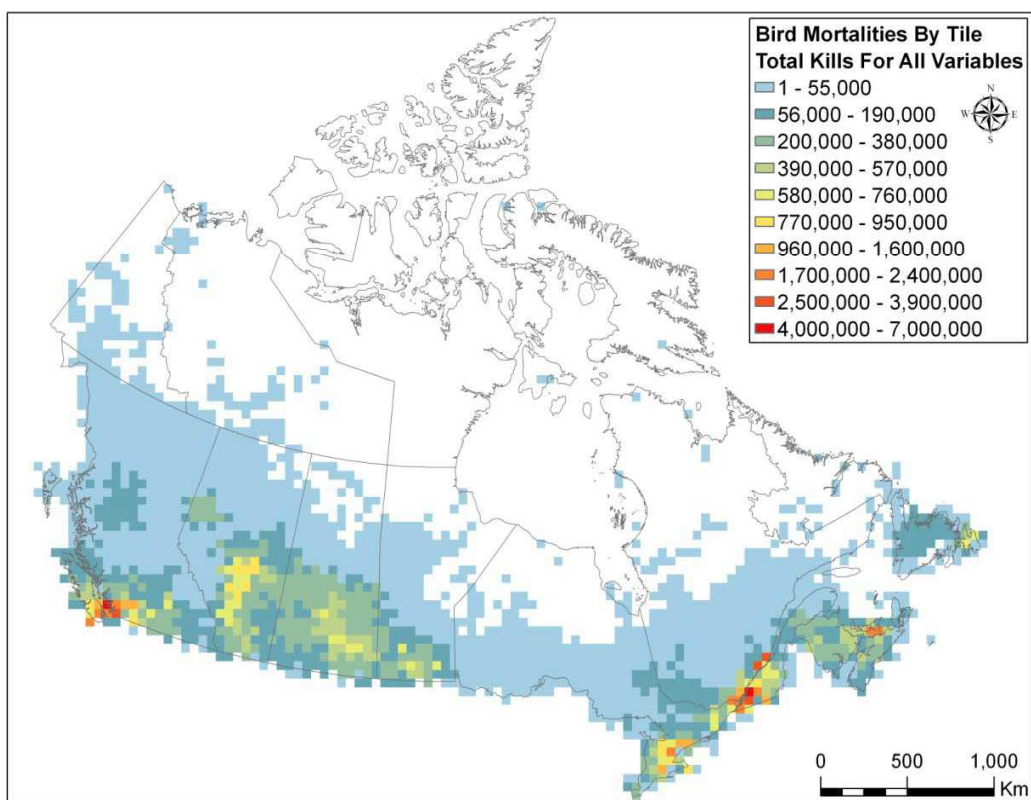 Bird Mortalities By Tile
Total Kills For All Variables
1 - 55,000
56,000 - 190,000
200,000 - 380,000
390,000 - 570,000
580,000 - 760,000
770,000 - 950,000
960,000 - 1,600,000
1,700,000 - 2,400,000
2,500,000 - 3,900,000
4,000,000 - 7,000,000
N
W E
S
0 500 1,000
Km